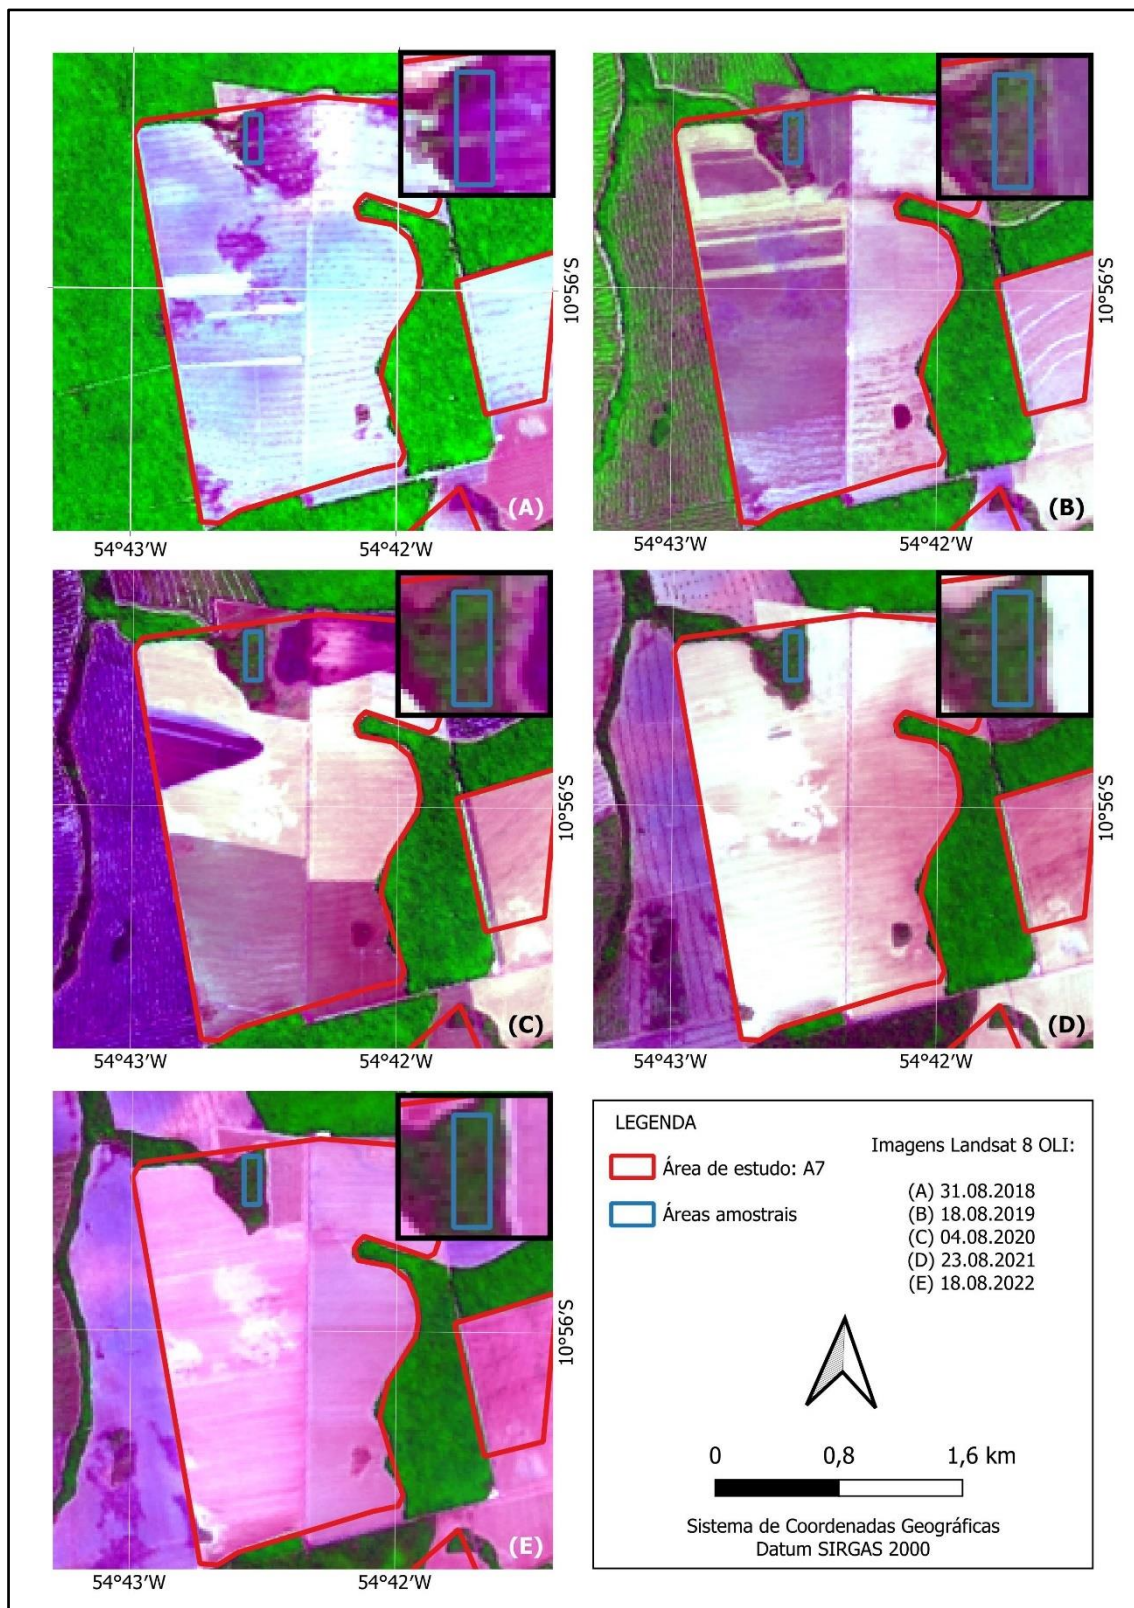 10°56'S
(A)
54°43'W 54°42'W
10°56'S
(B)
54°43'W 54°42'W
10°56'S
(C)
54°43'W 54°42'W
10°56'S
(D)
54°43'W 54°42'W
10°56'S
(E)
54°43'W 54°42'W
LEGENDA
Área de estudo: A7
Áreas amostrais
Imagens Landsat 8 OLI:
(A) 31.08.2018
(B) 18.08.2019
(C) 04.08.2020
(D) 23.08.2021
(E) 18.08.2022
0 0,8 1,6 km
Sistema de Coordenadas Geográficas
Datum SIRGAS 2000